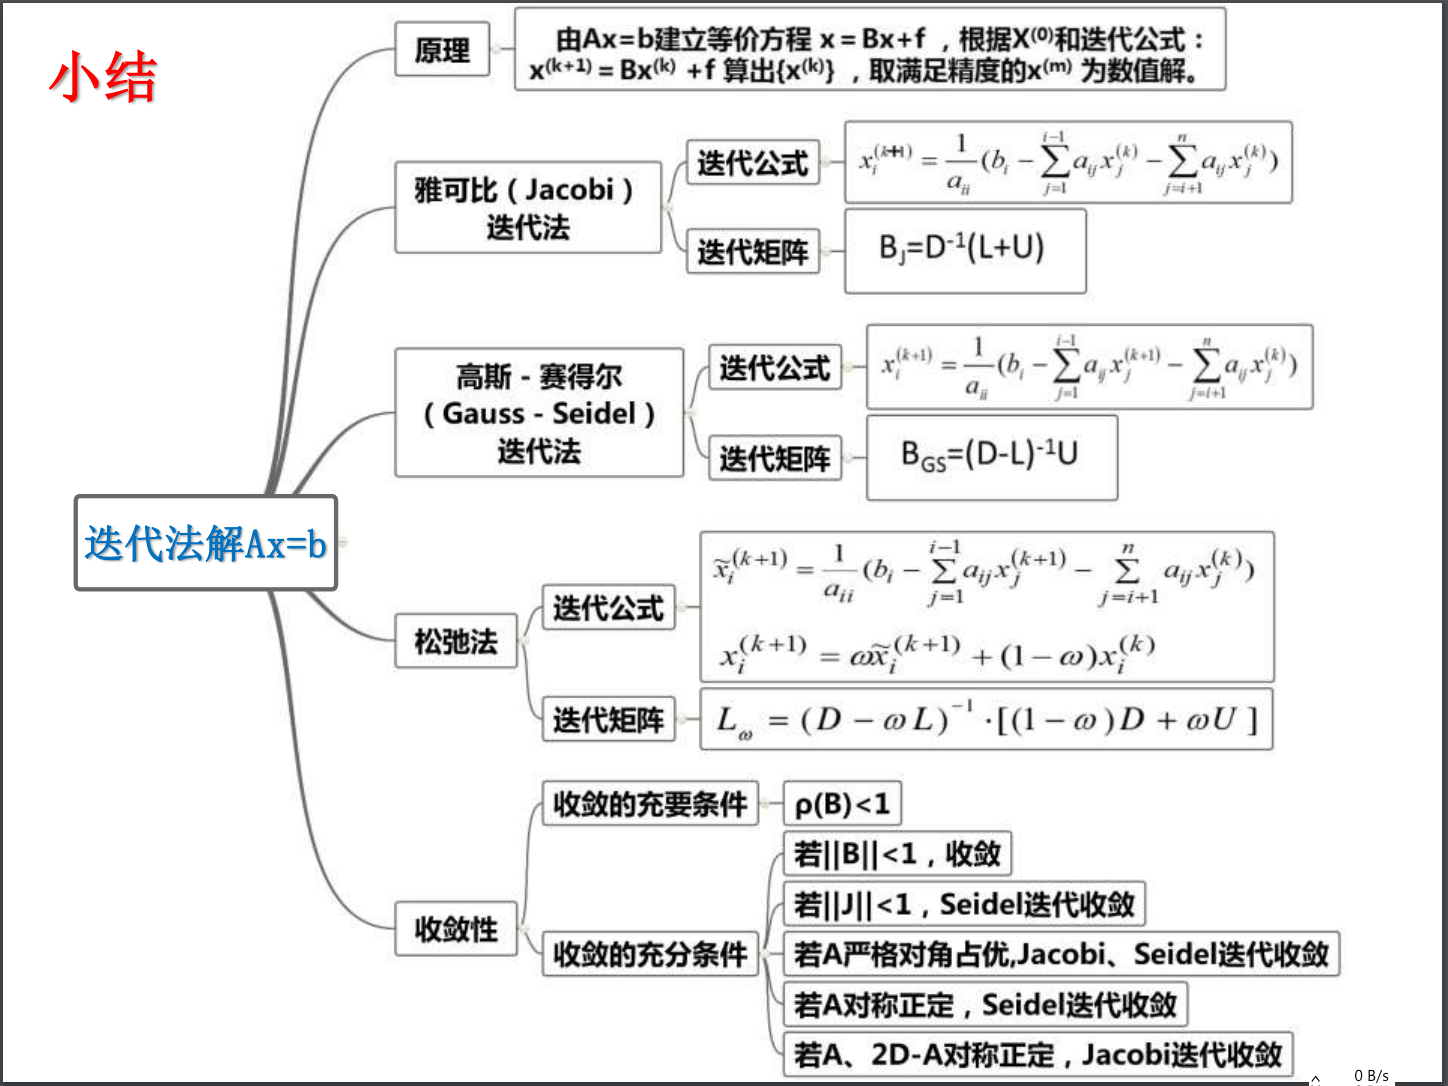 小结
原理
由Ax=b建立等价方程 x = Bx+f ，根据X⁽⁰⁾和迭代公式：
x⁽ᵏ⁺¹⁾ = Bx⁽ᵏ⁾ +f 算出{x⁽ᵏ⁾} ，取满足精度的x⁽ᵐ⁾ 为数值解。
雅可比（Jacobi）
迭代法
迭代公式
x_i^{(k+1)} = \frac{1}{a_{ii}}(b_i - \sum_{j=1}^{i-1} a_{ij} x_j^{(k)} - \sum_{j=i+1}^{n} a_{ij} x_j^{(k)})
迭代矩阵
B_J=D^{-1}(L+U)
高斯－赛得尔
（Gauss－Seidel）
迭代法
迭代公式
x_i^{(k+1)} = \frac{1}{a_{ii}}(b_i - \sum_{j=1}^{i-1} a_{ij} x_j^{(k+1)} - \sum_{j=i+1}^{n} a_{ij} x_j^{(k)})
迭代矩阵
B_{GS}=(D-L)^{-1}U
迭代法解Ax=b
松弛法
迭代公式
\tilde{x}_i^{(k+1)} = \frac{1}{a_{ii}}(b_i - \sum_{j=1}^{i-1} a_{ij} x_j^{(k+1)} - \sum_{j=i+1}^{n} a_{ij} x_j^{(k)})
x_i^{(k+1)} = ω\tilde{x}_i^{(k+1)} + (1-ω)x_i^{(k)}
迭代矩阵
L_ω = (D - ωL)^{-1} ·[(1-ω)D + ωU]
收敛性
收敛的充要条件
ρ(B)<1
收敛的充分条件
若||B||<1，收敛
若||J||<1，Seidel迭代收敛
若A严格对角占优,Jacobi、Seidel迭代收敛
若A对称正定，Seidel迭代收敛
若A、2D-A对称正定，Jacobi迭代收敛
0 B/s